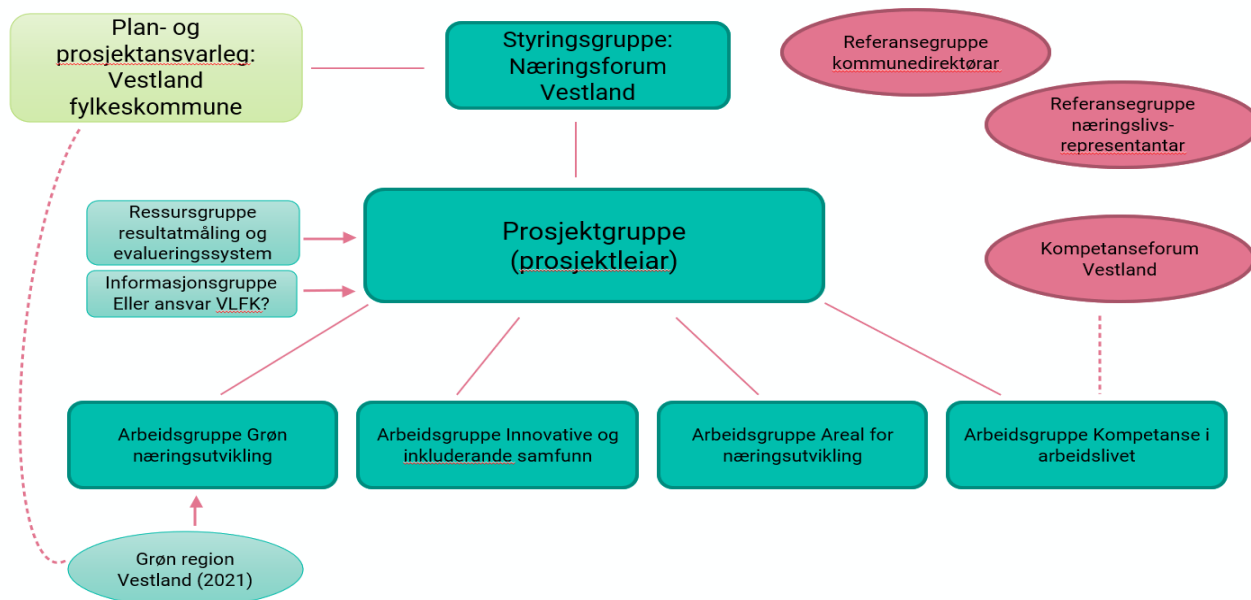 Plan- og
prosjektansvarleg:
Vestland
fylkeskommune
Styringsgruppe:
Næringsforum
Vestland
Referansegruppe
kommunedirektørar
Referansegruppe
næringslivs-
representantar
Ressursgruppe
resultatmåling og
evalueringssystem
Informasjonsgruppe
Eller ansvar VLFK?
Prosjektgruppe
(prosjektleiar)
Kompetanseforum
Vestland
Arbeidsgruppe Grøn
næringsutvikling
Arbeidsgruppe Innovative og
inkluderande samfunn
Arbeidsgruppe Areal for
næringsutvikling
Arbeidsgruppe Kompetanse i
arbeidslivet
Grøn region
Vestland (2021)